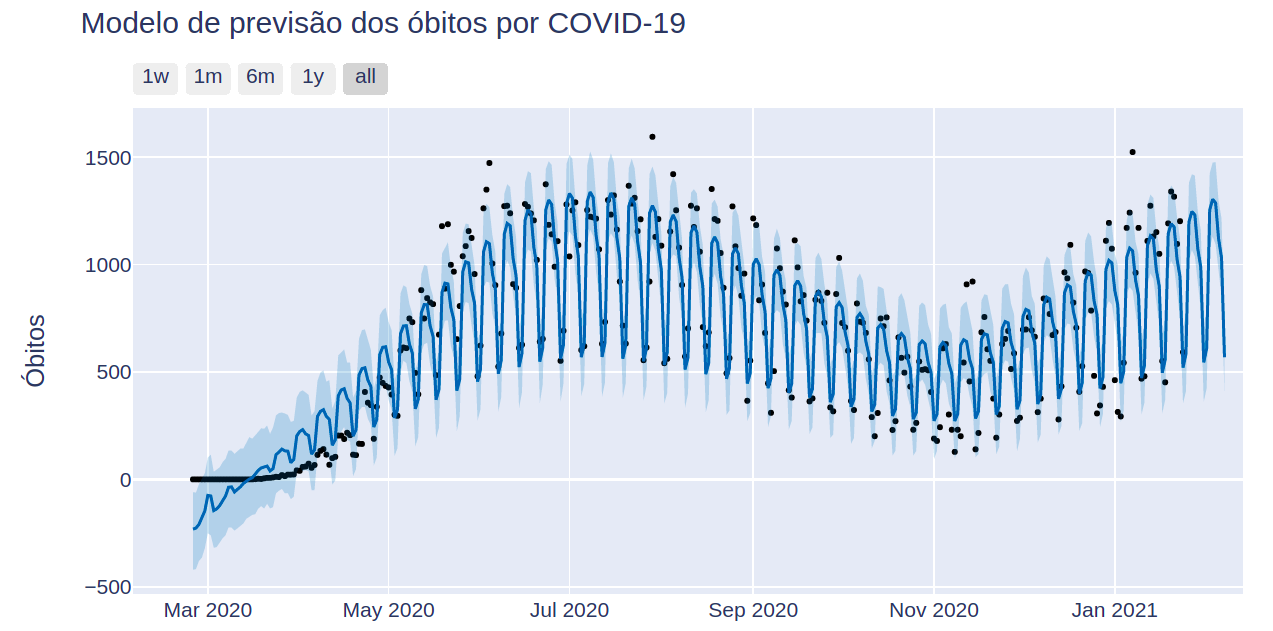 Modelo de previsão dos óbitos por COVID-19
1w 1m 6m 1y all
Óbitos
1500
1000
500
0
−500
Mar 2020 May 2020 Jul 2020 Sep 2020 Nov 2020 Jan 2021